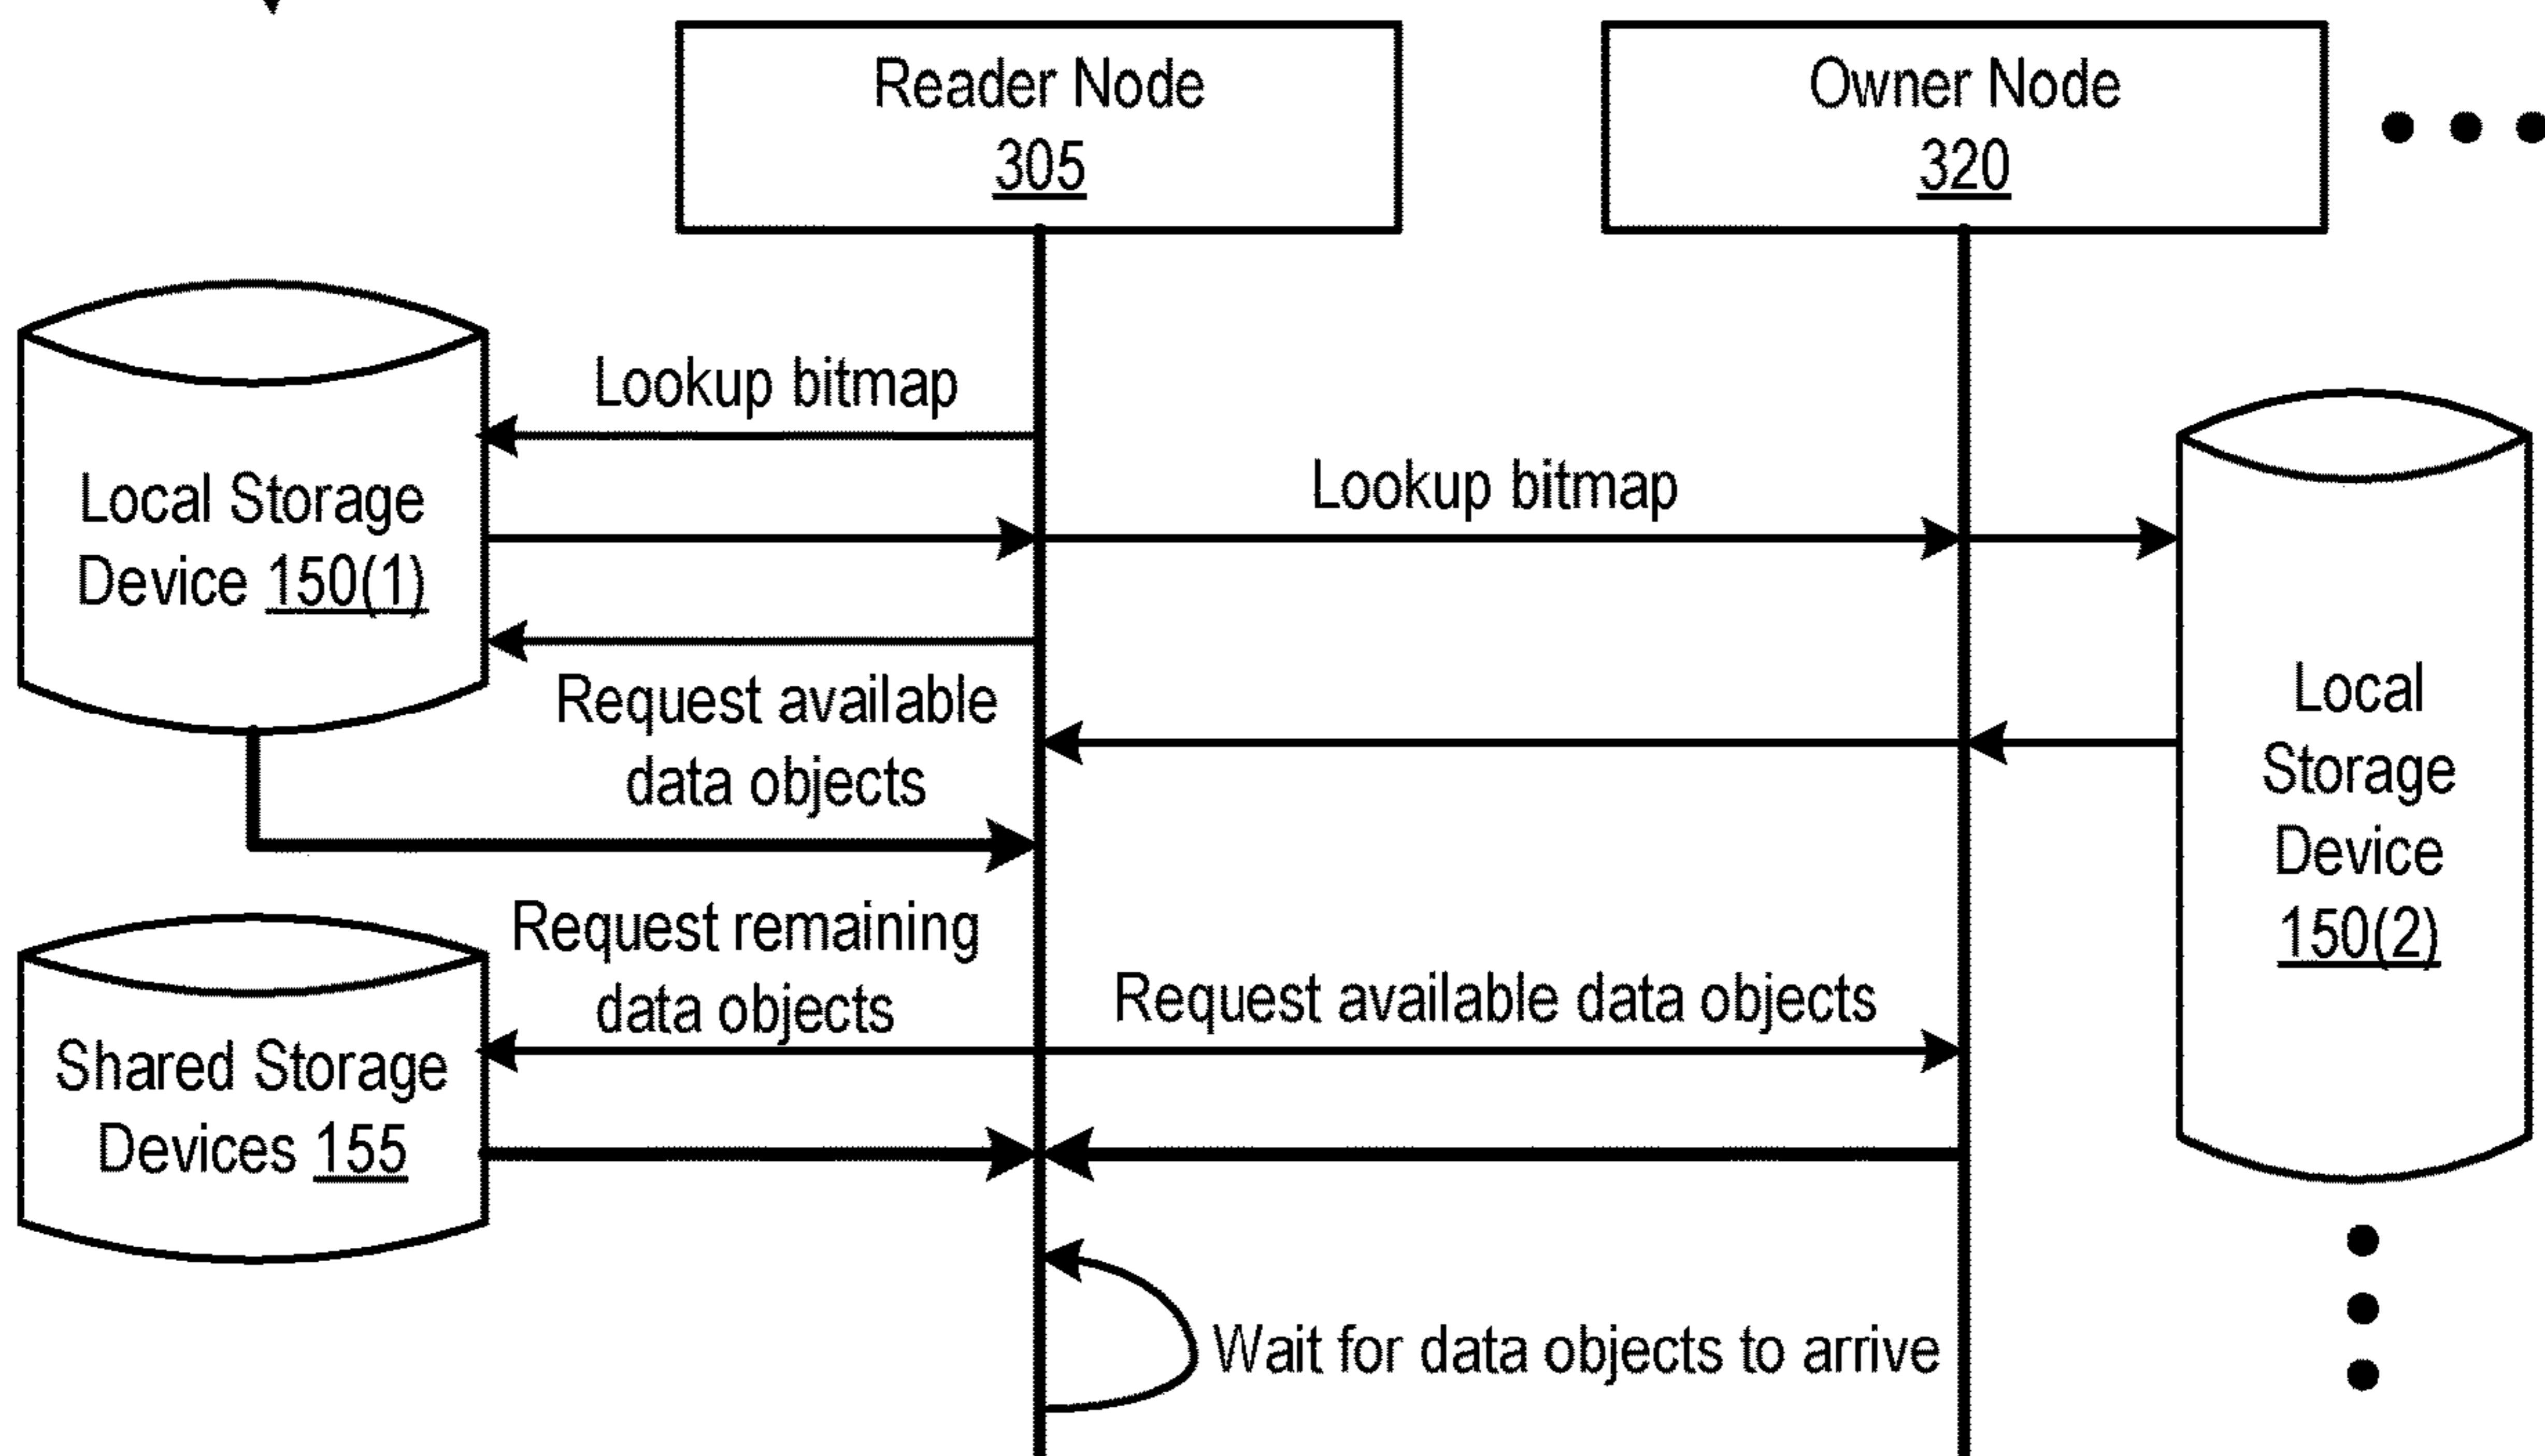 Reader Node
305
Owner Node
320
Lookup bitmap
Lookup bitmap
Local Storage
Device 150(1)
Request available
data objects
Local
Storage
Device
150(2)
Request remaining
data objects
Request available data objects
Shared Storage
Devices 155
Wait for data objects to arrive